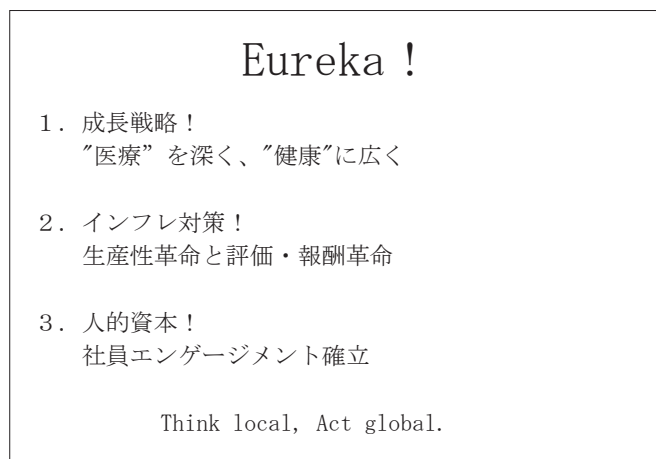 Eureka！
１．成長戦略！
″医療”を深く、″健康″に広く
２．インフレ対策！
生産性革命と評価・報酬革命
３．人的資本！
社員エンゲージメント確立
Think local, Act global.